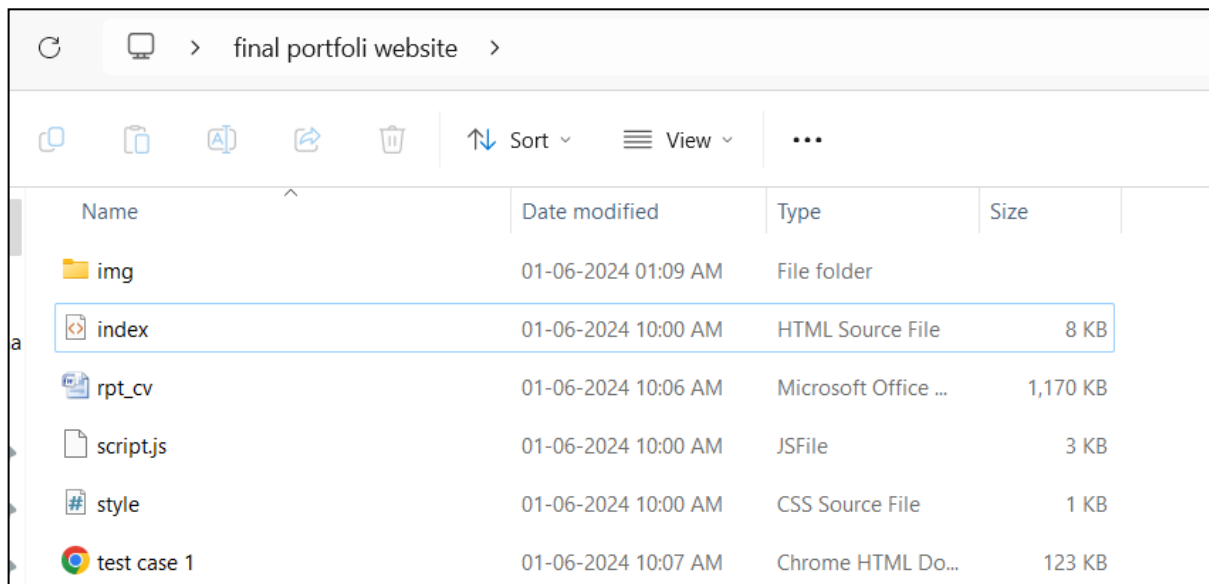 final portfoli website
Sort View
Name Date modified Type Size
img 01-06-2024 01:09 AM File folder
index 01-06-2024 10:00 AM HTML Source File 8 KB
a
rpt_cv 01-06-2024 10:06 AM Microsoft Office ... 1,170 KB
script.js 01-06-2024 10:00 AM JSFile 3 KB
style 01-06-2024 10:00 AM CSS Source File 1 KB
test case 1 01-06-2024 10:07 AM Chrome HTML Do... 123 KB